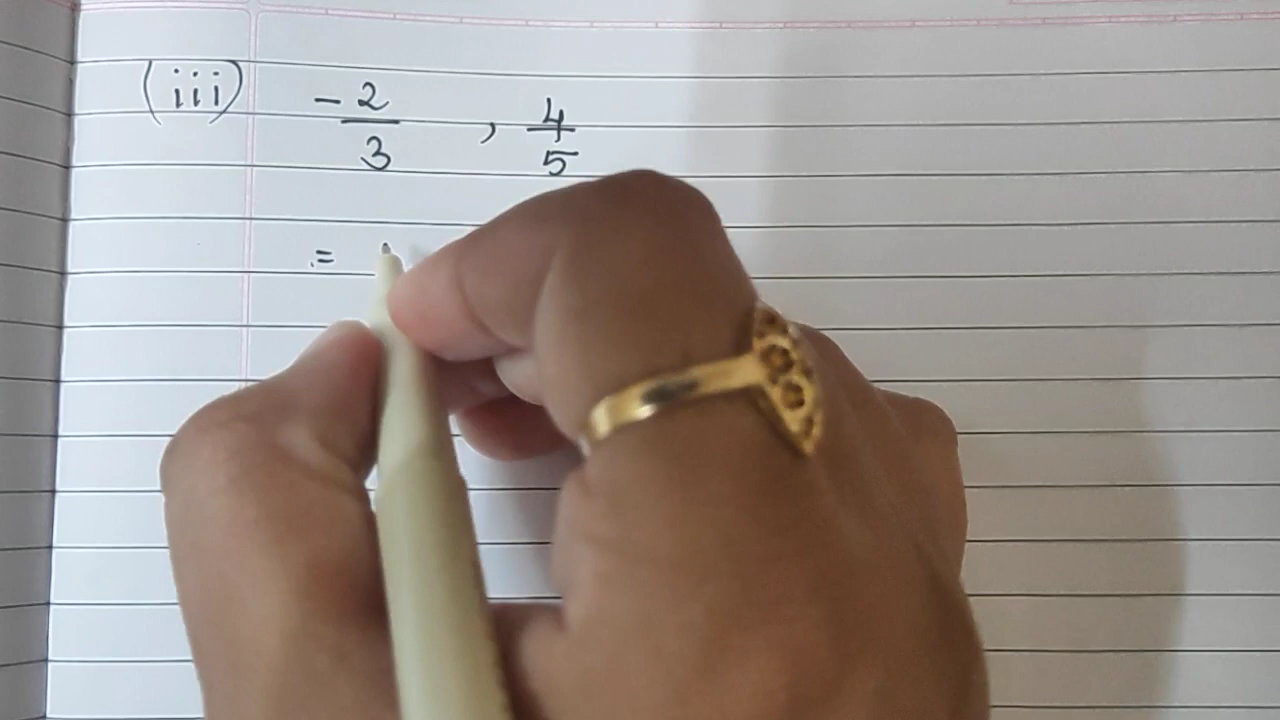 (iii) -2/3 , 4/5
=